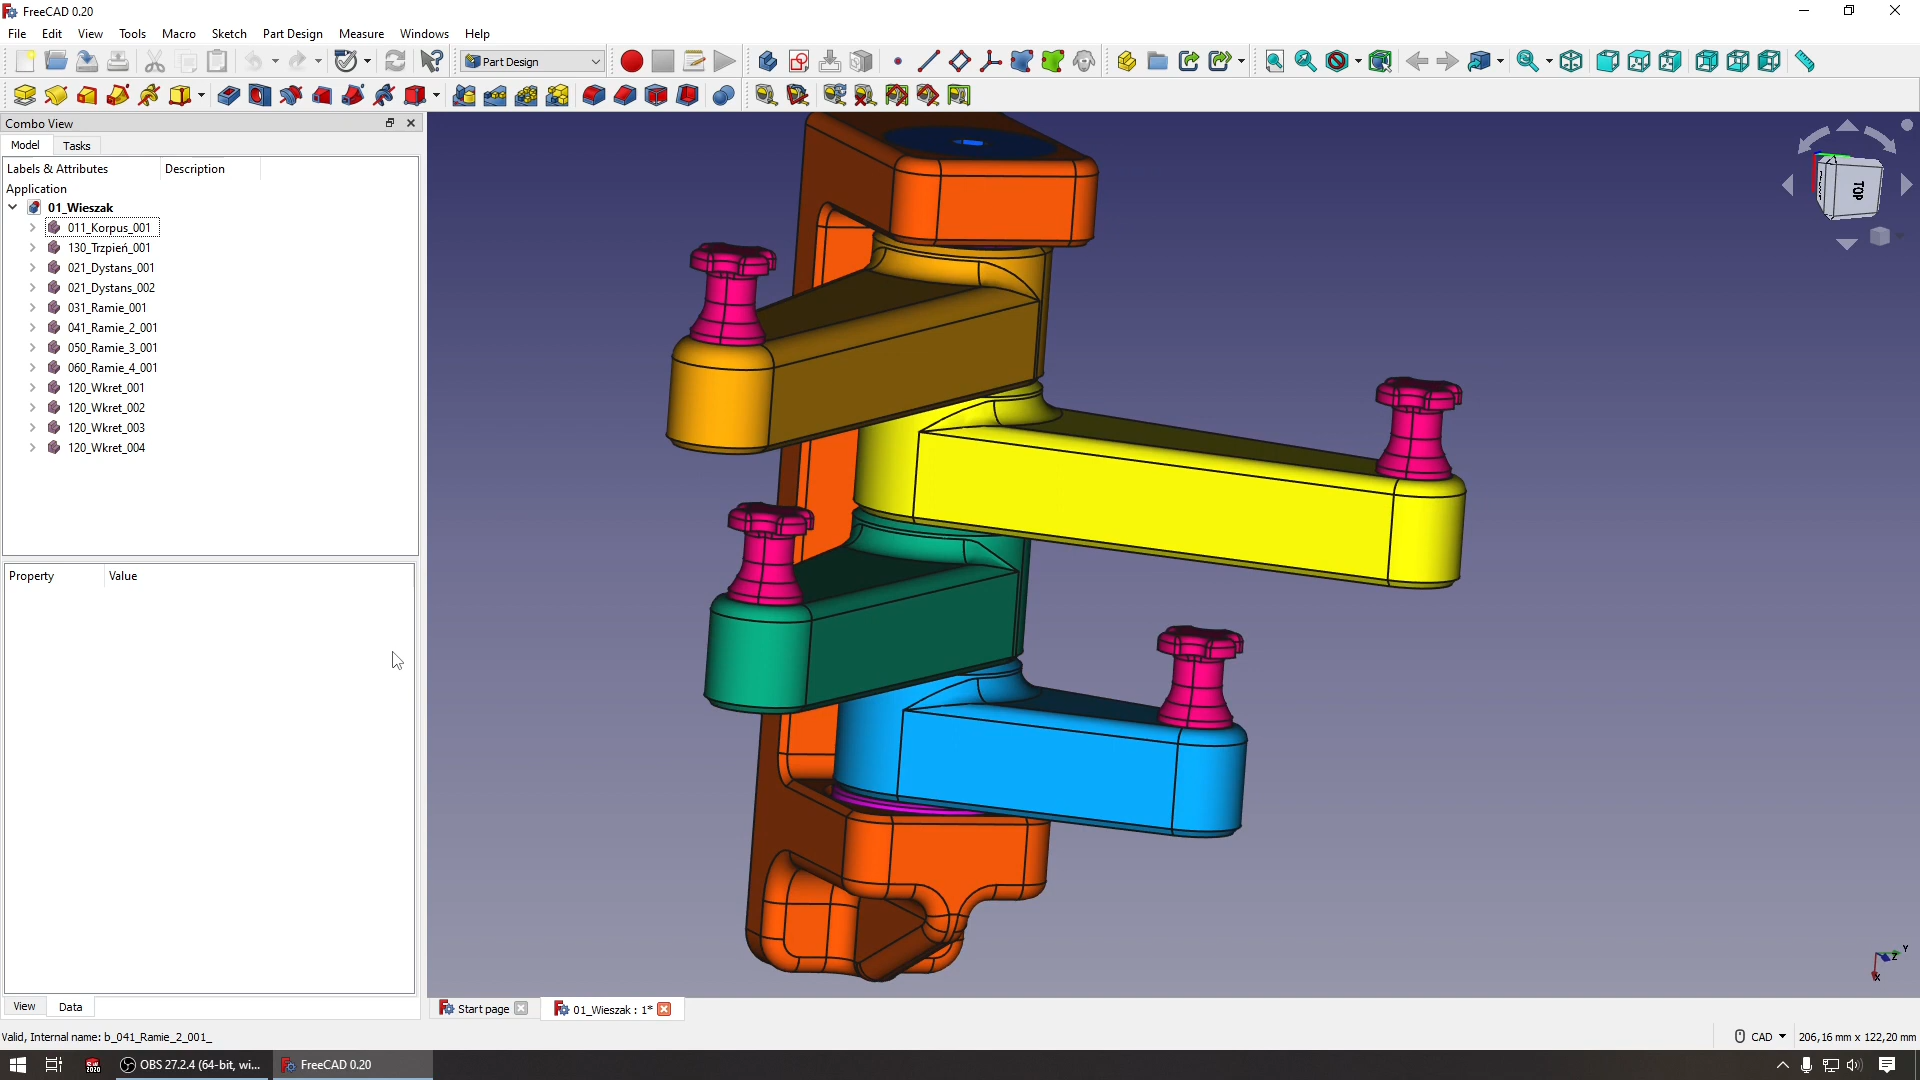 FreeCAD 0.20
File Edit View Tools Macro Sketch Part Design Measure Windows Help
Part Design
Combo View
Model Tasks
Labels & Attributes Description
Application
01_Wieszak
011_Korpus_001
130_Trzpień_001
021_Dystans_001
021_Dystans_002
031_Ramie_001
041_Ramie_2_001
050_Ramie_3_001
060_Ramie_4_001
120_Wkret_001
120_Wkret_002
120_Wkret_003
120_Wkret_004
Property Value
TOP
Y
Z
X
View Data
Start page
01_Wieszak : 1*
Valid, Internal name: b_041_Ramie_2_001_
CAD
206,16 mm x 122,20 mm
OBS 27.2.4 (64-bit, wi...
FreeCAD 0.20